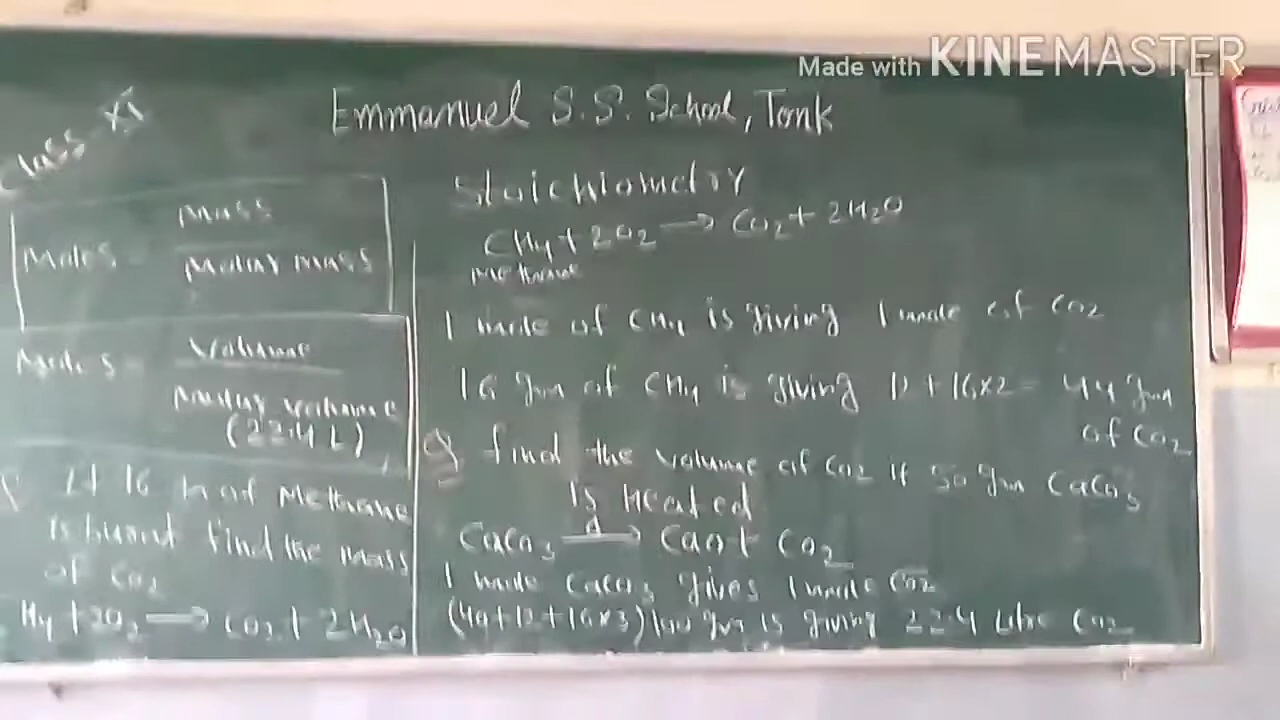 Made with KINEMASTER
Emmanuel S.S. School, Tonk
Class - XI
Moles = Mass
Molar mass
Moles = Volume
Molar volume
(22.4 L)
If 16 of Methane
is burnt find the mass
of CO2
H4 + 2O2 → CO2 + 2H2O
Stoichiometry
CH4 + 2O2 → CO2 + 2H2O
Methane
1 mole of CH4 is giving 1 mole of CO2
16 gm of CH4 is giving 12 + 16×2 = 44 gm
of CO2
Q find the volume of CO2 if 50 gm CaCO3
is Heated
CaCO3 Δ→ CaO + CO2
1 mole CaCO3 gives 1 mole CO2
(40+12+16×3) 100 gm is giving 22.4 Litre CO2